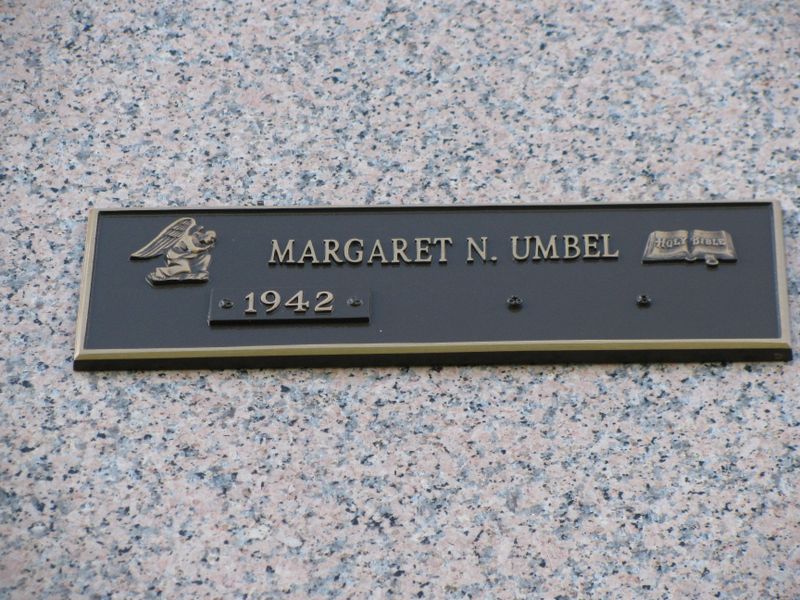 MARGARET N. UMBEL
HOLY BIBLE
1942